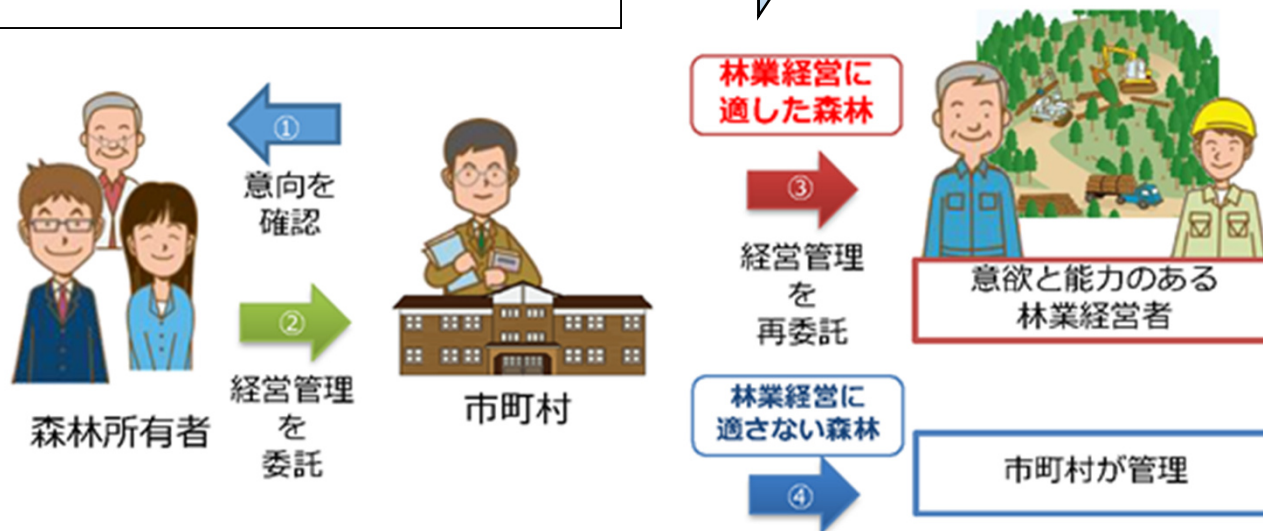 ①
意向を
確認
②
経営管理
を
委託
森林所有者
市町村
林業経営に
適した森林
③
経営管理
を
再委託
意欲と能力のある
林業経営者
林業経営に
適さない森林
④
市町村が管理